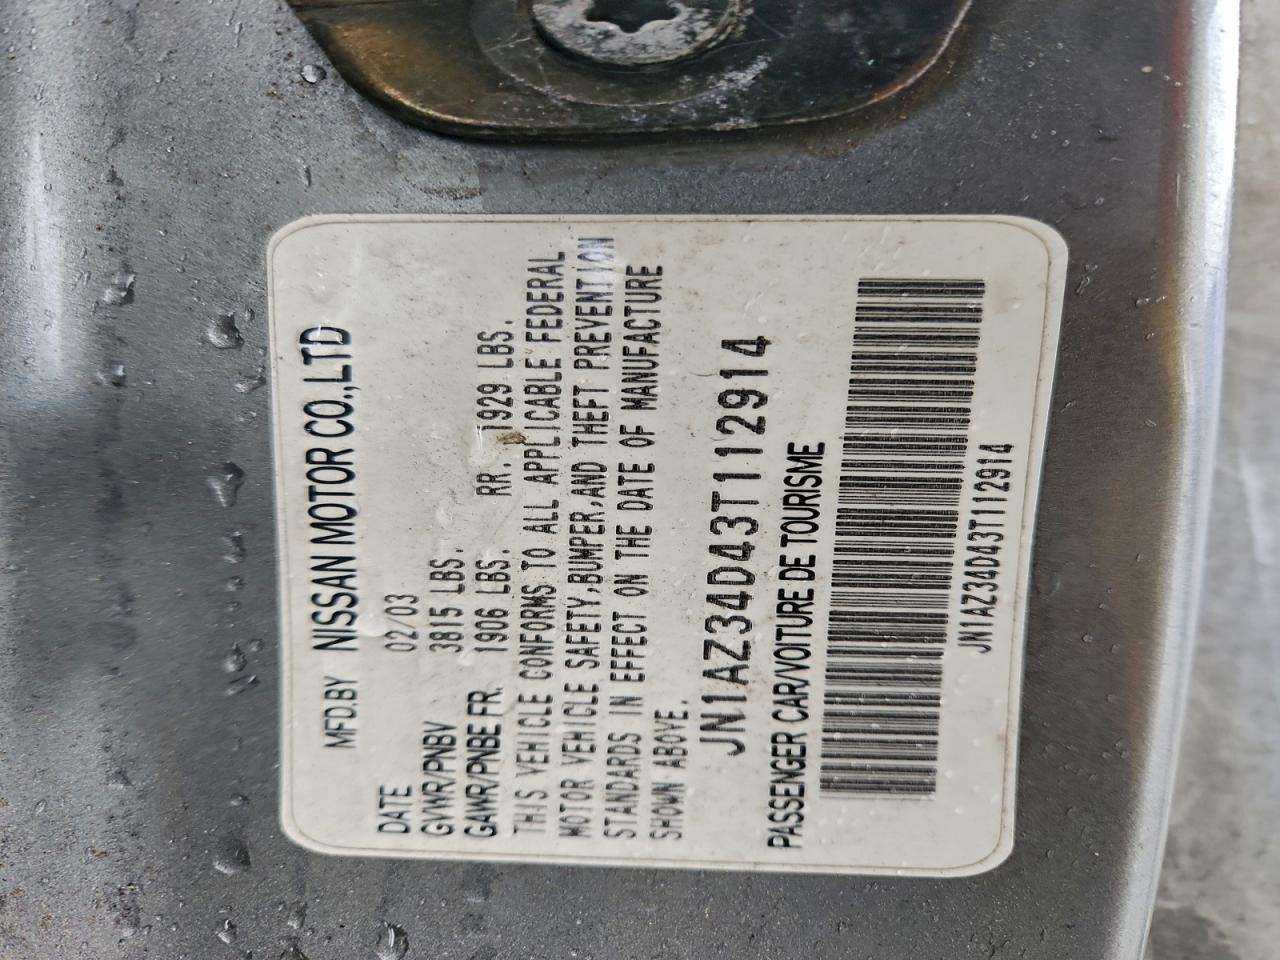 MFD.BY NISSAN MOTOR CO.,LTD
DATE 02/03
GVWR/PNBV 3815 LBS.
GAWR/PNBE FR. 1906 LBS. RR. 1929 LBS.
THIS VEHICLE CONFORMS TO ALL APPLICABLE FEDERAL
MOTOR VEHICLE SAFETY,BUMPER,AND THEFT PREVENTION
STANDARDS IN EFFECT ON THE DATE OF MANUFACTURE
SHOWN ABOVE.
JN1AZ34D43T112914
PASSENGER CAR/VOITURE DE TOURISME
JN1AZ34D43T112914